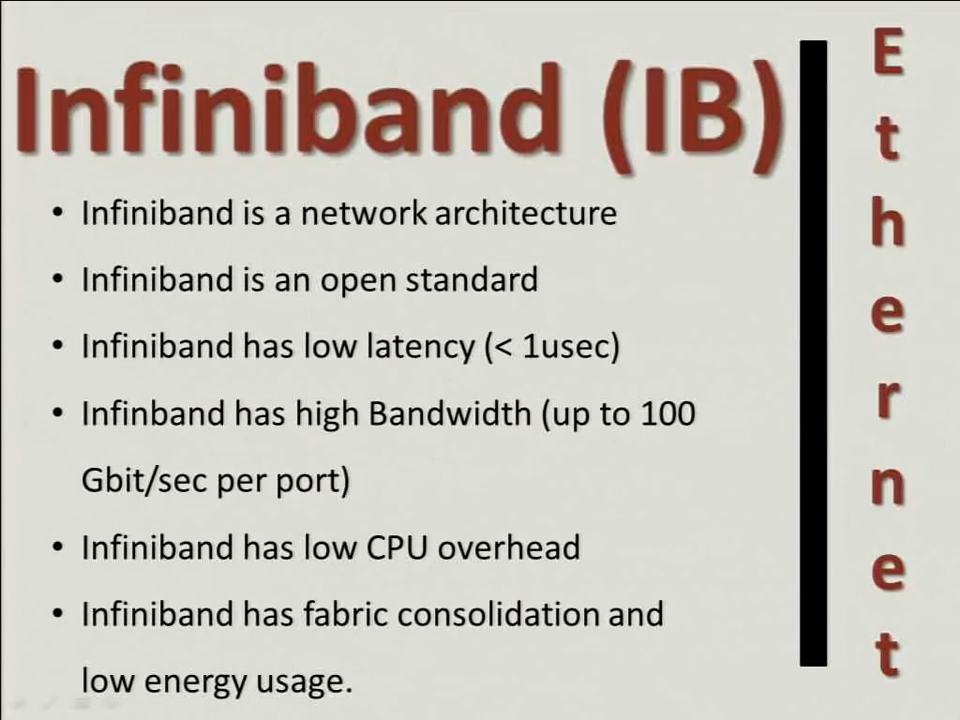 Infiniband (IB)
• Infiniband is a network architecture
• Infiniband is an open standard
• Infiniband has low latency (< 1usec)
• Infinband has high Bandwidth (up to 100
Gbit/sec per port)
• Infiniband has low CPU overhead
• Infiniband has fabric consolidation and
low energy usage.
Ethernet